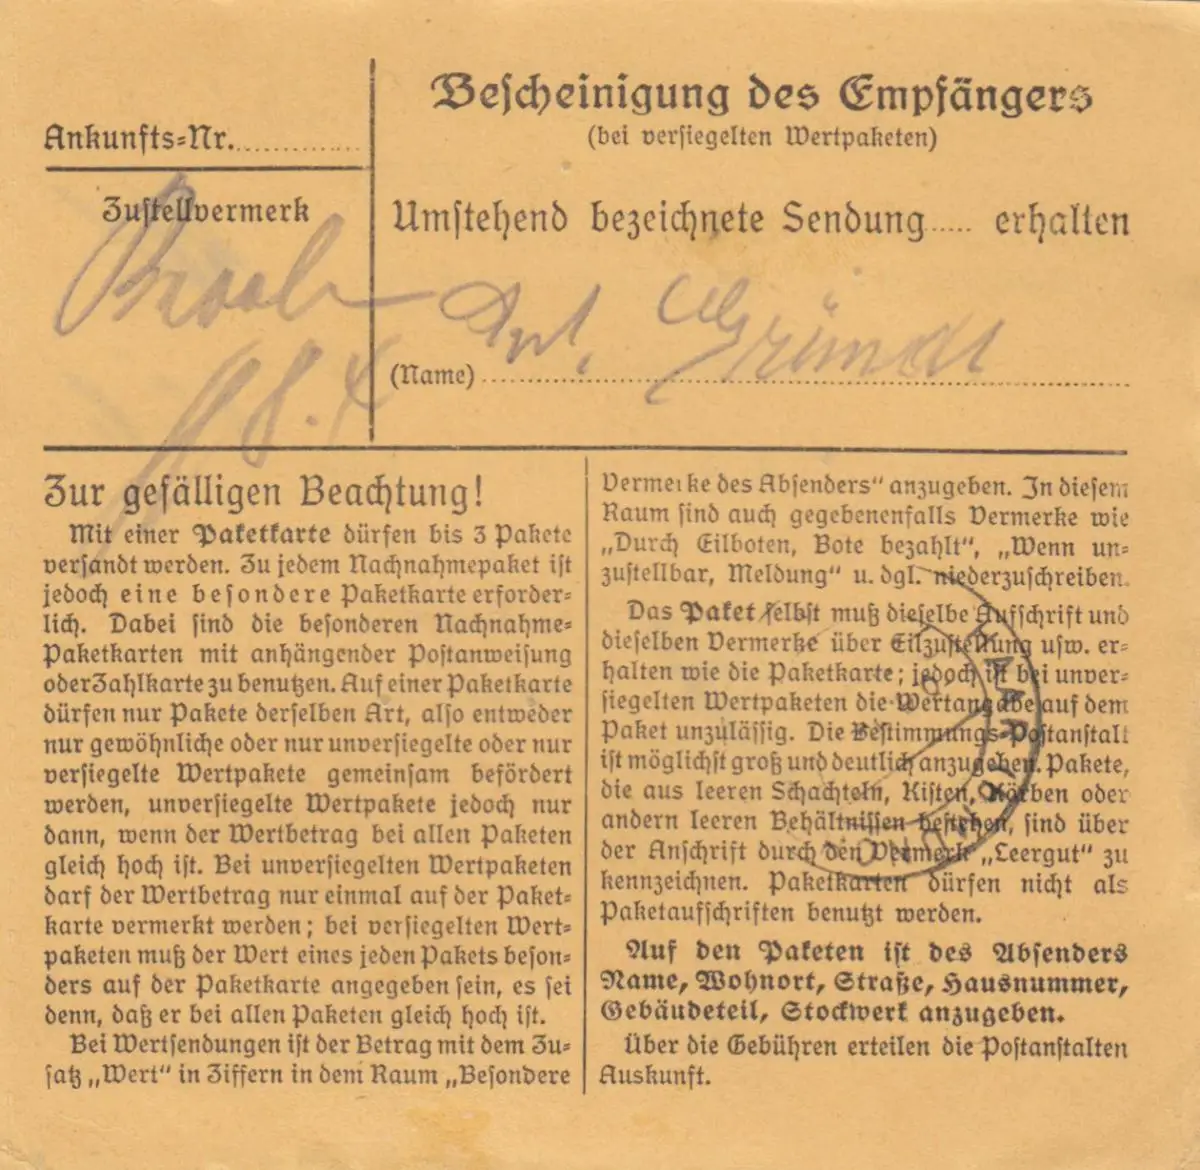 Ankunfts-Nr.
Zustellvermerk
Bescheinigung des Empfängers
(bei versiegelten Wertpaketen)
Umstehend bezeichnete Sendung..... erhalten
(Name)
Zur gefälligen Beachtung!
Mit einer Paketkarte dürfen bis 3 Pakete
versandt werden. Zu jedem Nachnahmepaket ist
jedoch eine besondere Paketkarte erforder-
lich. Dabei sind die besonderen Nachnahme-
Paketkarten mit anhängender Postanweisung
oder Zahlkarte zu benutzen. Auf einer Paketkarte
dürfen nur Pakete derselben Art, also entweder
nur gewöhnliche oder nur unversiegelte oder nur
versiegelte Wertpakete gemeinsam befördert
werden, unversiegelte Wertpakete jedoch nur
dann, wenn der Wertbetrag bei allen Paketen
gleich hoch ist. Bei unversiegelten Wertpaketen
darf der Wertbetrag nur einmal auf der Paket-
karte vermerkt werden; bei versiegelten Wert-
paketen muß der Wert eines jeden Pakets beson-
ders auf der Paketkarte angegeben sein, es sei
denn, daß er bei allen Paketen gleich hoch ist.
Bei Wertsendungen ist der Betrag mit dem Zu-
satz „Wert“ in Ziffern in dem Raum „Besondere
Vermerke des Absenders“ anzugeben. In diesem
Raum sind auch gegebenenfalls Vermerke wie
„Durch Eilboten, Bote bezahlt“, „Wenn un-
zustellbar, Meldung“ u. dgl. niederzuschreiben.
Das Paket selbst muß dieselbe Aufschrift und
dieselben Vermerke über Eilzustellung usw. er-
halten wie die Paketkarte; jedoch ist bei unver-
siegelten Wertpaketen die Wertangabe auf dem
Paket unzulässig. Die Bestimmungs-Postanstalt
ist möglichst groß und deutlich anzugeben. Pakete,
die aus leeren Schachteln, Kisten, Körben oder
andern leeren Behältnissen bestehen, sind über
der Anschrift durch den Vermerk „Leergut“ zu
kennzeichnen. Paketkarten dürfen nicht als
Paketaufschriften benutzt werden.
Auf den Paketen ist des Absenders
Name, Wohnort, Straße, Hausnummer,
Gebäudeteil, Stockwerk anzugeben.
Über die Gebühren erteilen die Postanstalten
Auskunft.